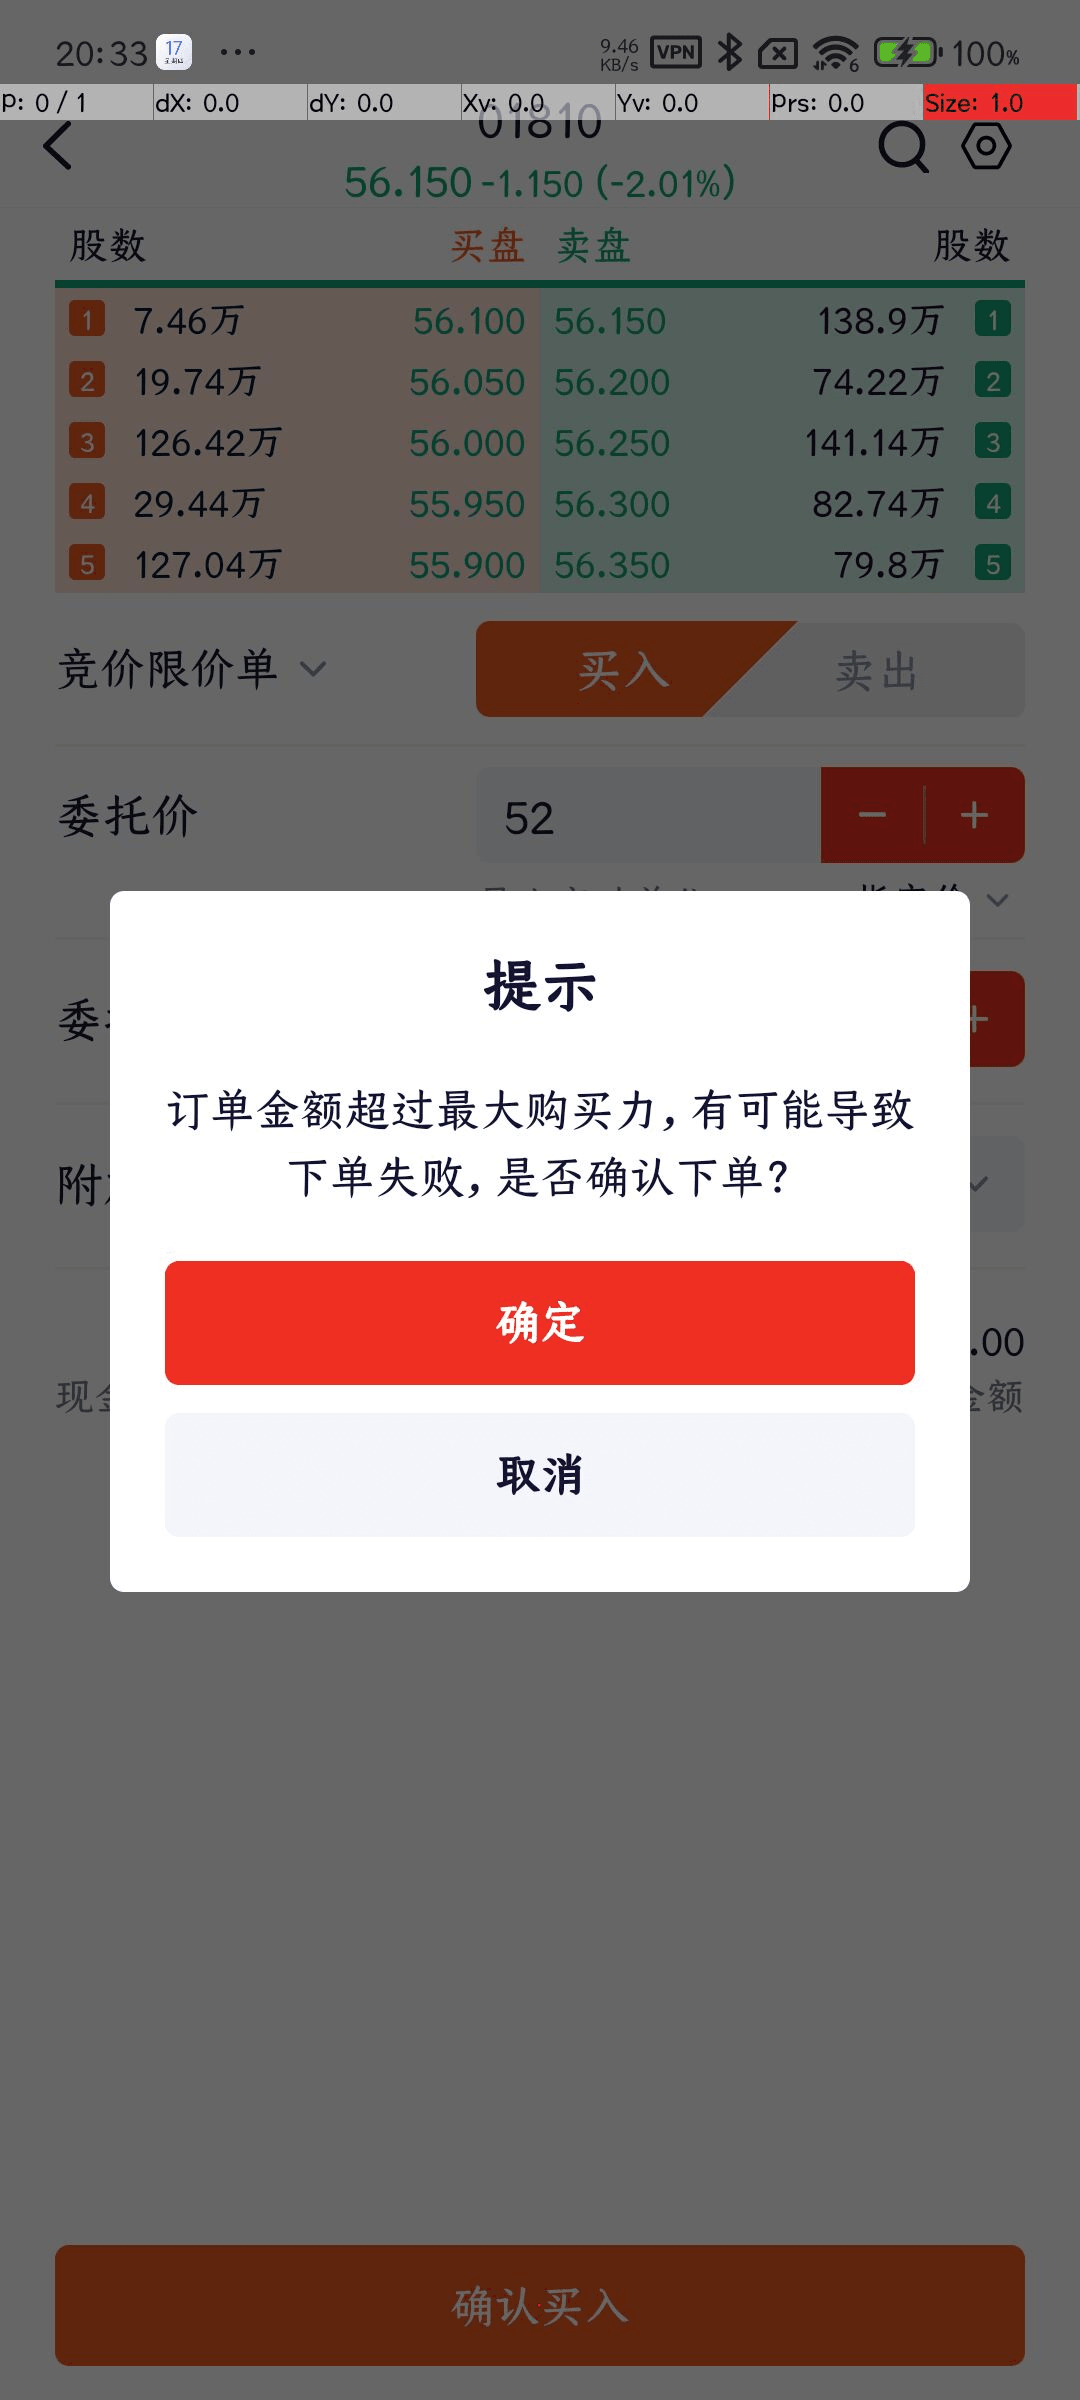 20:33 17 ... 9.46 KB/s VPN 6 100%
P: 0 / 1 dX: 0.0 dY: 0.0 Xv: 0.0 Yv: 0.0 Prs: 0.0 Size: 1.0
01810
56.150 -1.150 (-2.01%)
股数 买盘 卖盘 股数
1 7.46万 56.100 56.150 138.9万 1
2 19.74万 56.050 56.200 74.22万 2
3 126.42万 56.000 56.250 141.14万 3
4 29.44万 55.950 56.300 82.74万 4
5 127.04万 55.900 56.350 79.8万 5
竞价限价单 买入 卖出
委托价 52 − +
委 +
提示
订单金额超过最大购买力,有可能导致
下单失败,是否确认下单?
附
确定
.00
现金 金额
取消
确认买入